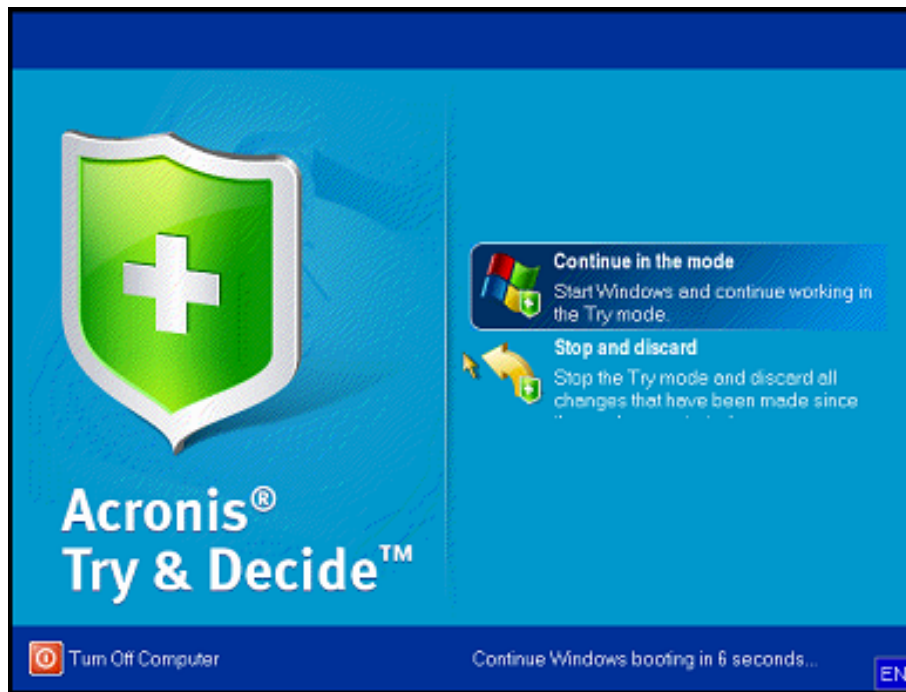 Continue in the mode
Start Windows and continue working in
the Try mode.
Stop and discard
Stop the Try mode and discard all
changes that have been made since
Acronis®
Try & Decide™
Turn Off Computer
Continue Windows booting in 6 seconds...
EN